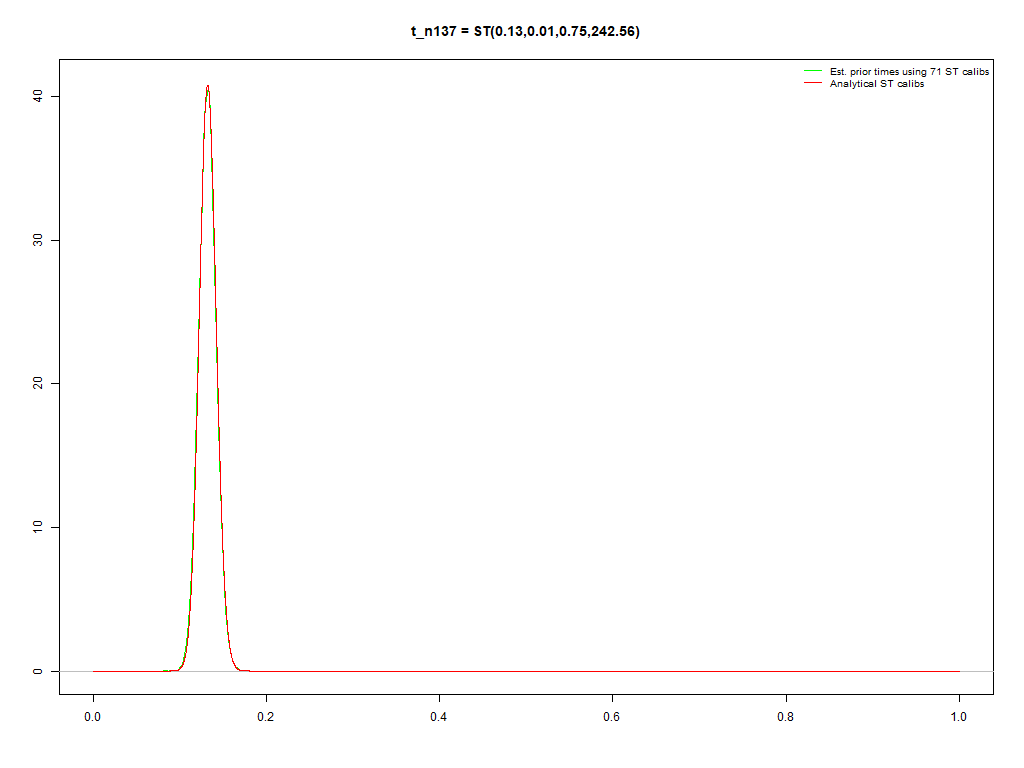 t_n137 = ST(0.13,0.01,0.75,242.56)
Est. prior times using 71 ST calibs
Analytical ST calibs
40
30
20
10
0
0.0 0.2 0.4 0.6 0.8 1.0